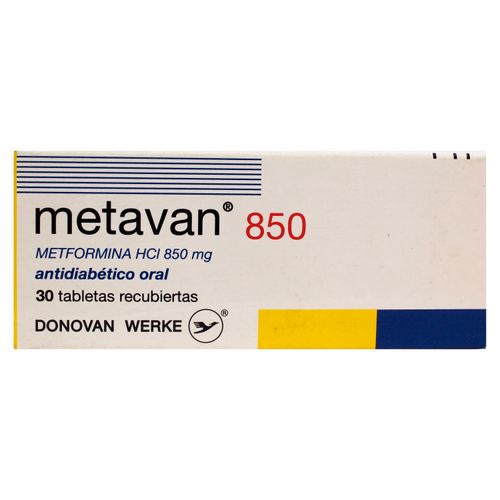 metavan® 850
METFORMINA HCl 850 mg
antidiabético oral
30 tabletas recubiertas
DONOVAN WERKE ®